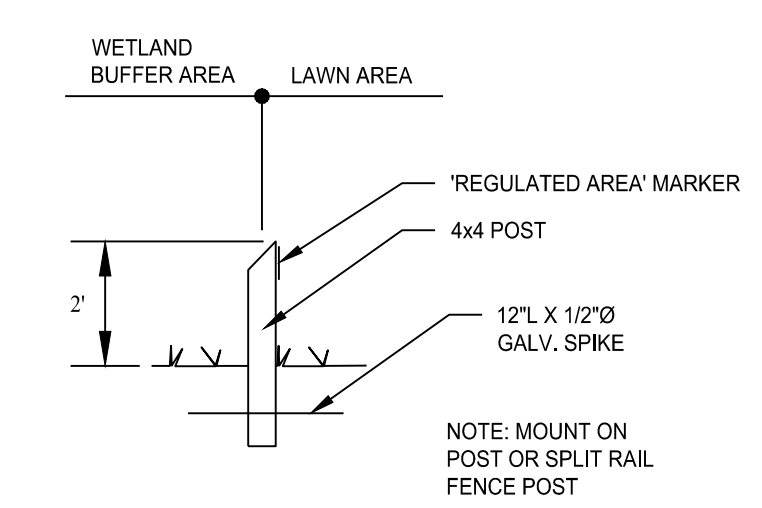 WETLAND
BUFFER AREA
LAWN AREA
'REGULATED AREA' MARKER
4x4 POST
2'
12"L X 1/2"Ø
GALV. SPIKE
NOTE: MOUNT ON
POST OR SPLIT RAIL
FENCE POST